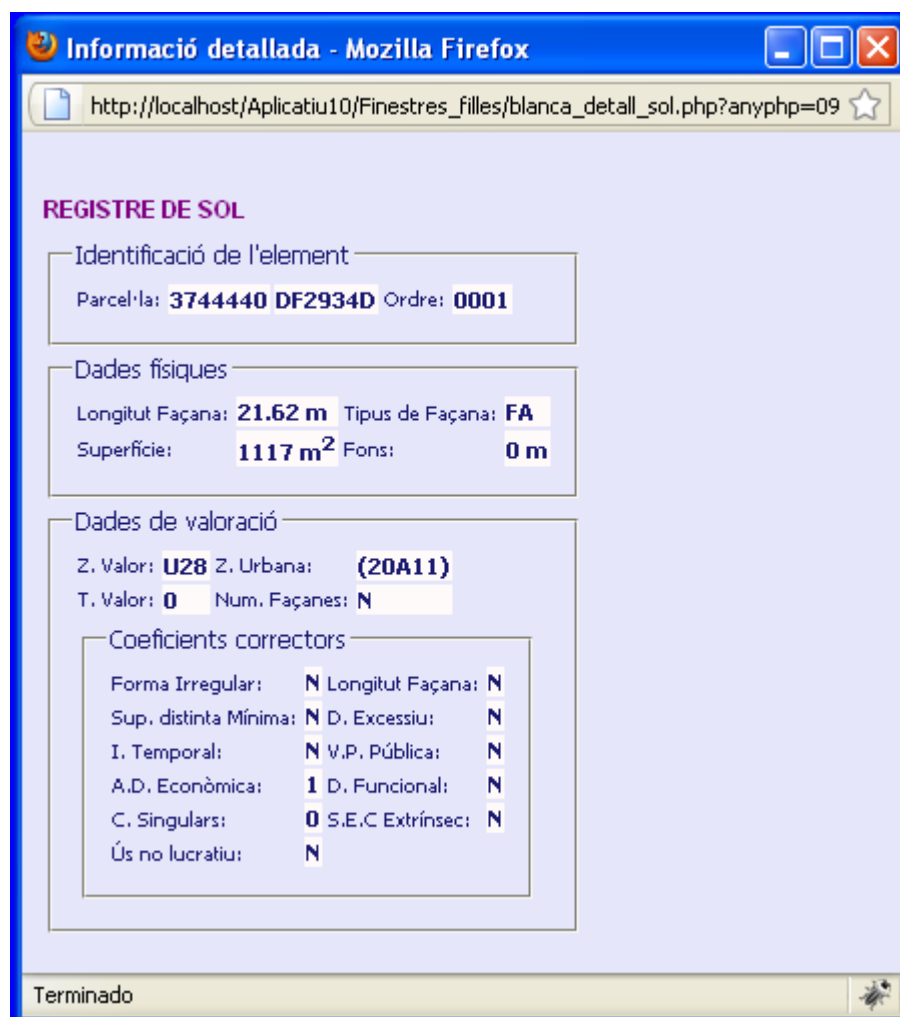 Informació detallada - Mozilla Firefox
http://localhost/Aplicatiu10/Finestres_filles/blanca_detall_sol.php?anyphp=09
REGISTRE DE SOL
Identificació de l'element
Parcel·la: 3744440 DF2934D Ordre: 0001
Dades físiques
Longitut Façana: 21.62 m Tipus de Façana: FA
Superfície: 1117 m² Fons: 0 m
Dades de valoració
Z. Valor: U28 Z. Urbana: (20A11)
T. Valor: 0 Num. Façanes: N
Coeficients correctors
Forma Irregular: N Longitut Façana: N
Sup. distinta Mínima: N D. Excessiu: N
I. Temporal: N V.P. Pública: N
A.D. Econòmica: 1 D. Funcional: N
C. Singulars: 0 S.E.C Extrínsec: N
Ús no lucratiu: N
Terminado